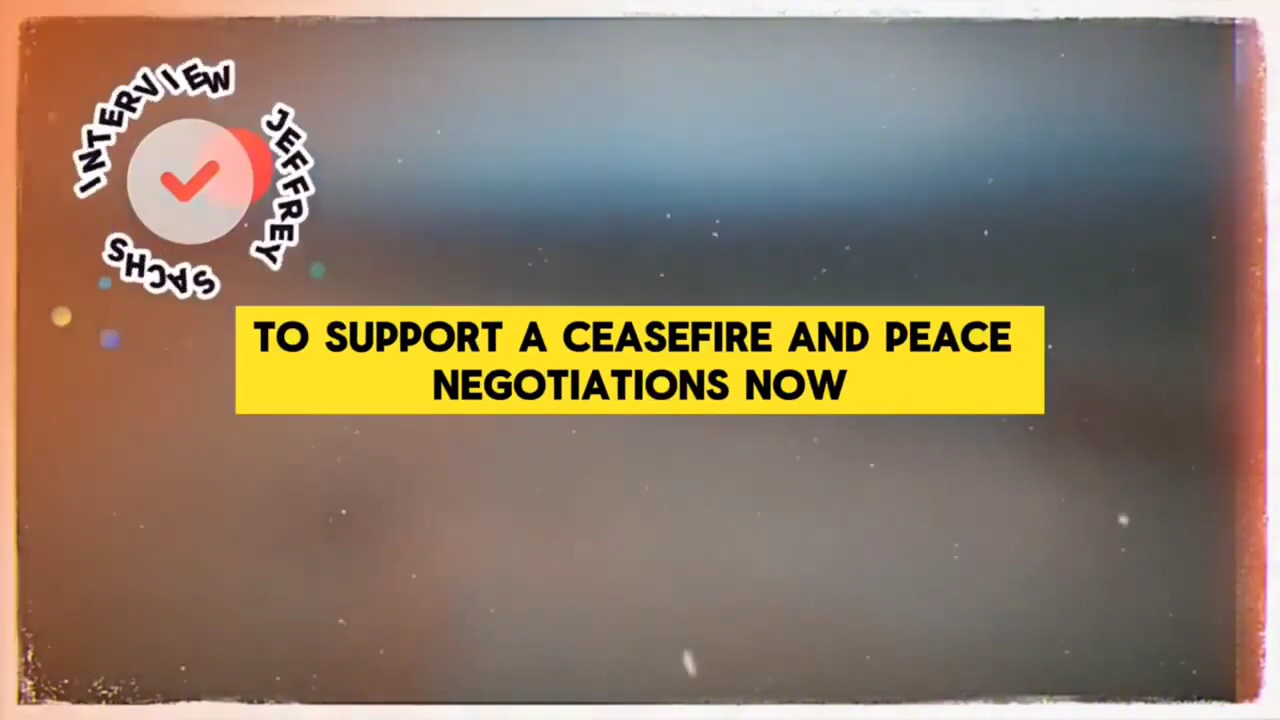 INTERVIEW JEFFREY SACHS
TO SUPPORT A CEASEFIRE AND PEACE
NEGOTIATIONS NOW